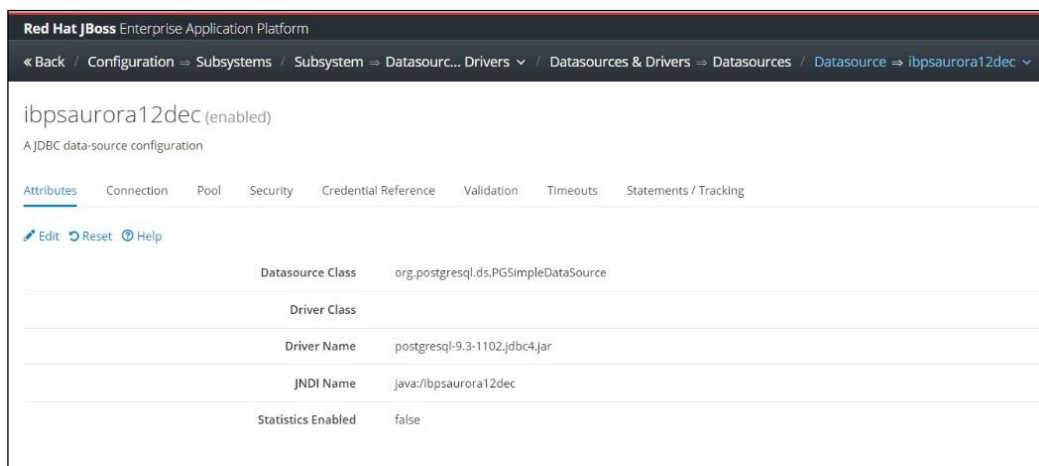 Red Hat JBoss Enterprise Application Platform
« Back / Configuration ⇒ Subsystems / Subsystem ⇒ Datasourc... Drivers / Datasources & Drivers ⇒ Datasources / Datasource ⇒ ibpsaurora12dec
ibpsaurora12dec (enabled)
A JDBC data-source configuration
Attributes Connection Pool Security Credential Reference Validation Timeouts Statements / Tracking
Edit Reset Help
Datasource Class org.postgresql.ds.PGSimpleDataSource
Driver Class
Driver Name postgresql-9.3-1102.jdbc4.jar
JNDI Name java:/ibpsaurora12dec
Statistics Enabled false